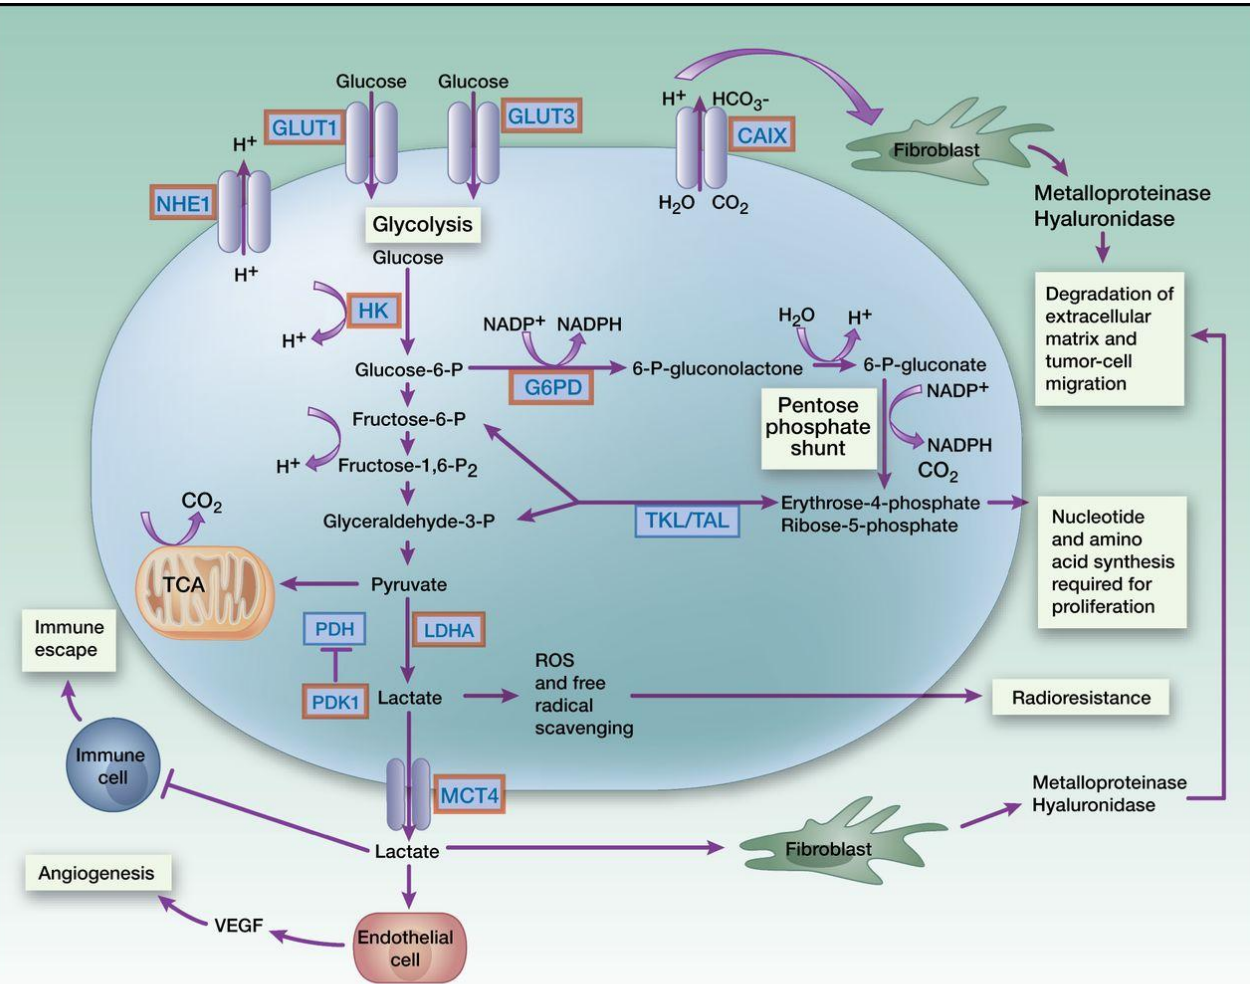 Glucose
Glucose
GLUT1
GLUT3
H+
HCO3-
CAIX
Fibroblast
H+
NHE1
H+
H2O
CO2
Metalloproteinase
Hyaluronidase
Glycolysis
Glucose
HK
H+
Degradation of
extracellular
matrix and
tumor-cell
migration
NADP+
NADPH
H2O
H+
Glucose-6-P
G6PD
6-P-gluconolactone
6-P-gluconate
NADP+
NADPH
CO2
Pentose
phosphate
shunt
Fructose-6-P
H+
Fructose-1,6-P2
Glyceraldehyde-3-P
TKL/TAL
Erythrose-4-phosphate
Ribose-5-phosphate
Nucleotide
and amino
acid synthesis
required for
proliferation
CO2
TCA
Pyruvate
PDH
LDHA
PDK1
Lactate
ROS
and free
radical
scavenging
Radioresistance
Immune
escape
Immune
cell
MCT4
Lactate
Fibroblast
Metalloproteinase
Hyaluronidase
Angiogenesis
VEGF
Endothelial
cell